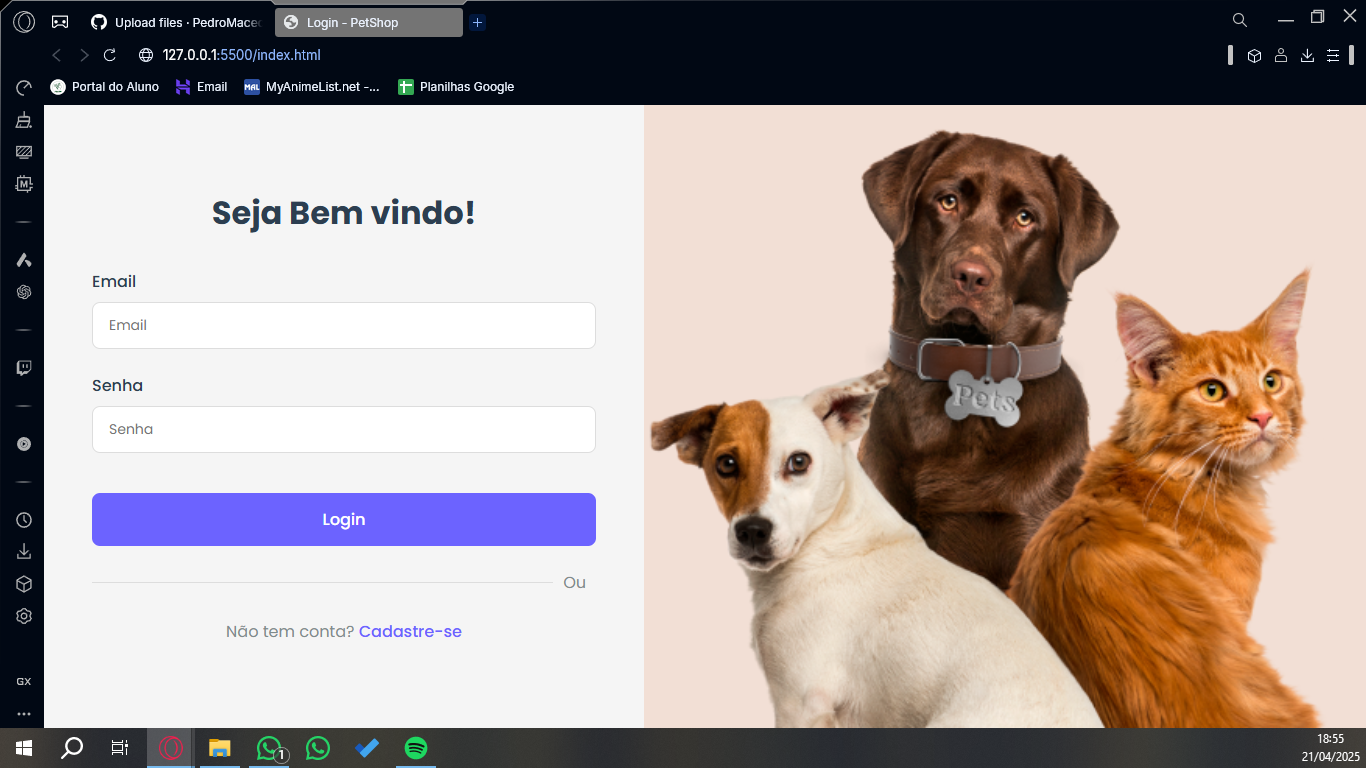 Upload files · PedroMaced
Login - PetShop
127.0.0.1:5500/index.html
Portal do Aluno
Email
MAL
MyAnimeList.net -...
Planilhas Google
M
Seja Bem vindo!
Email
Email
Senha
Senha
Login
Ou
Não tem conta? Cadastre-se
Pets
GX
1
18:55
21/04/2025